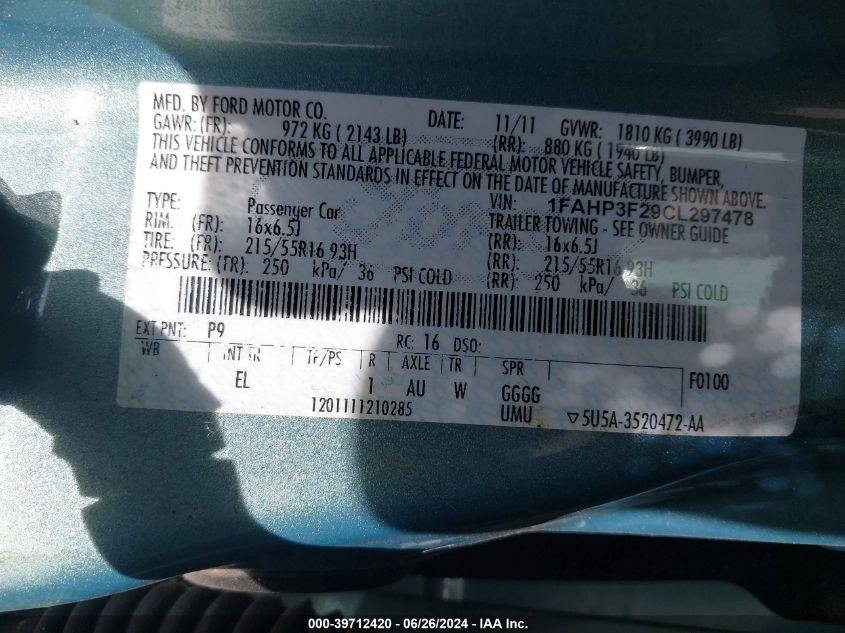 MFD. BY FORD MOTOR CO. DATE: 11/11 GVWR: 1810 KG ( 3990 LB)
GAWR: (FR): 972 KG ( 2143 LB) (RR): 880 KG ( 1940 LB)
THIS VEHICLE CONFORMS TO ALL APPLICABLE FEDERAL MOTOR VEHICLE SAFETY, BUMPER,
AND THEFT PREVENTION STANDARDS IN EFFECT ON THE DATE OF MANUFACTURE SHOWN ABOVE.
VIN: 1FAHP3F29CL297478
TYPE: Passenger Car TRAILER TOWING - SEE OWNER GUIDE
RIM: (FR): 16x6.5J (RR): 16x6.5J
TIRE: (FR): 215/55R16 93H (RR): 215/55R16 93H
PRESSURE: (FR): 250 kPa/ 36 PSI COLD (RR): 250 kPa/ 36 PSI COLD
EXT PNT: P9 RC: 16 DSO:
WB INT TR TP/PS R AXLE TR SPR F0100
EL 1 AU W GGGG
1201111210285 UMU ▽5U5A-3520472-AA
000-39712420 - 06/26/2024 - IAA Inc.